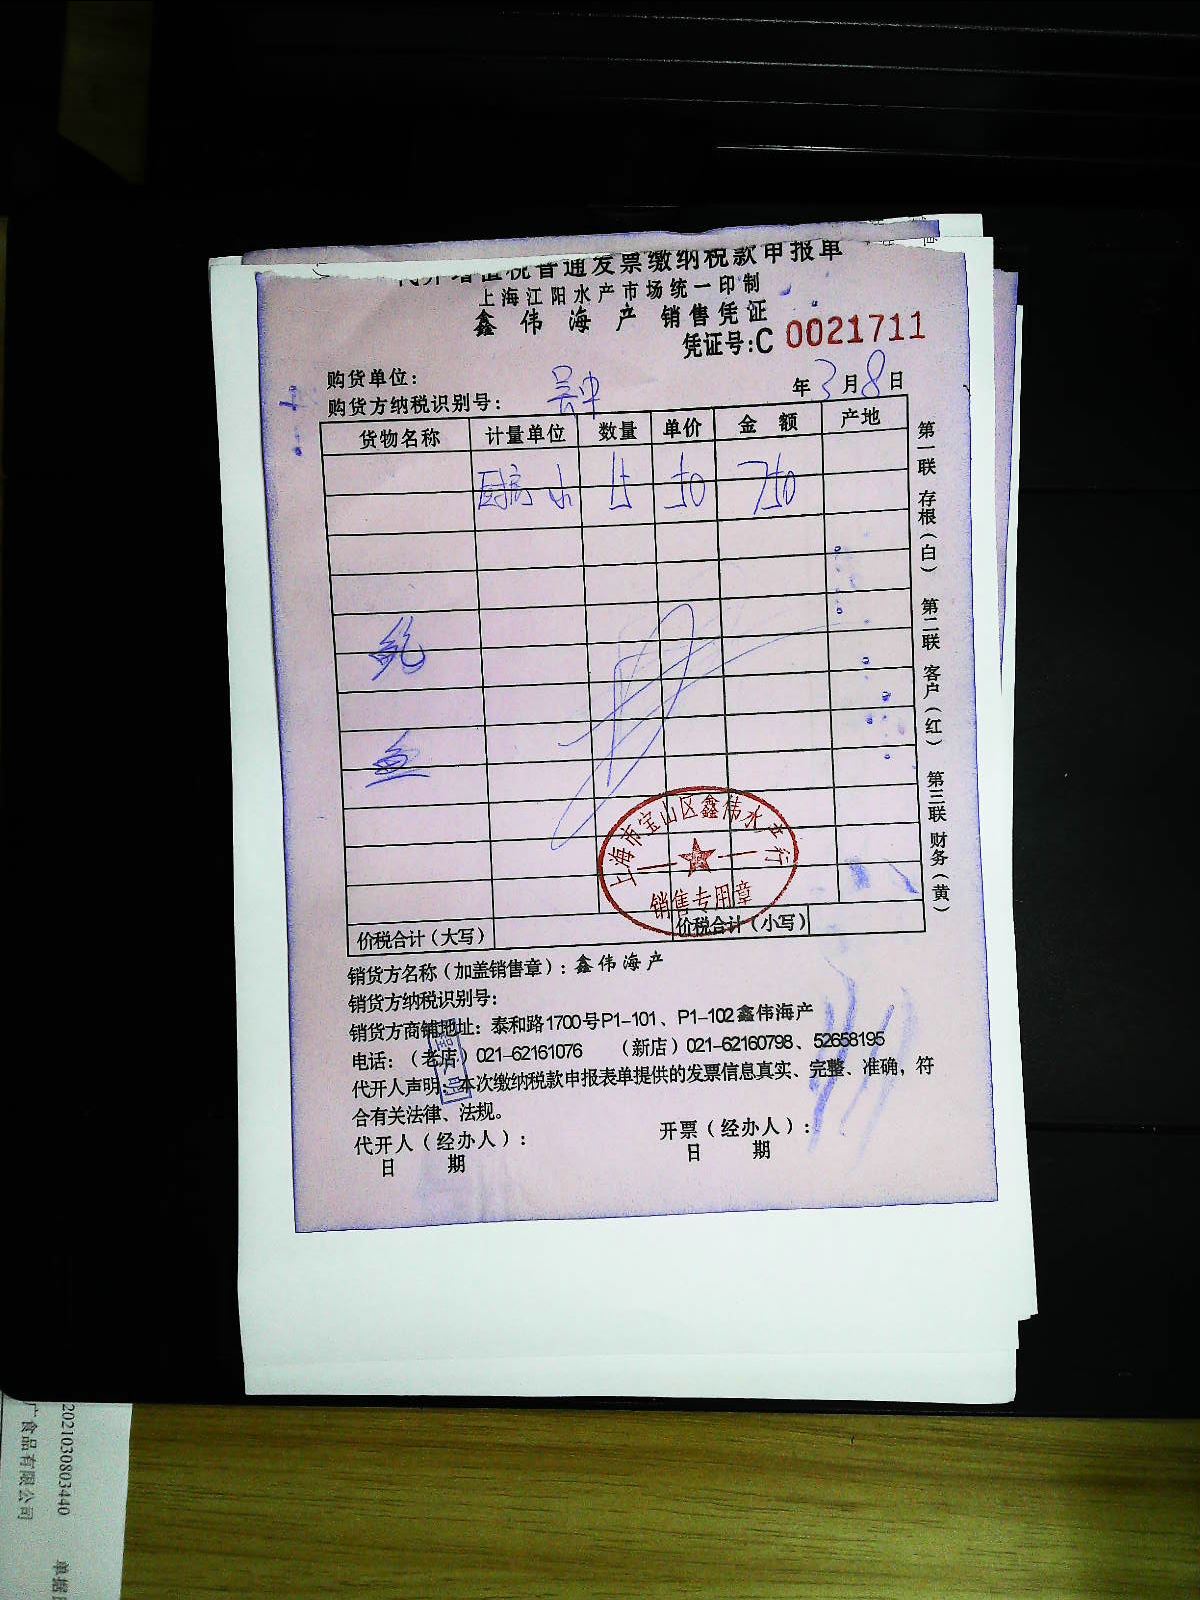 代开增值税普通发票缴纳税款申报单
上海江阳水产市场统一印制
鑫伟海产 销售凭证
凭证号:C 0021711
购货单位：
购货方纳税识别号： 吴中
年3月8日
货物名称 计量单位 数量 单价 金额 产地
15 50 750
鱼
上海市宝山区鑫伟水产行
销售专用章
价税合计（大写） 价税合计（小写）
第一联 存根（白） 第二联 客户（红） 第三联 财务（黄）
销货方名称（加盖销售章）：鑫伟海产
销货方纳税识别号：
销货方商铺地址：泰和路1700号P1-101、P1-102鑫伟海产
电话：（老店）021-62161076 （新店）021-62160798、52658195
代开人声明：本次缴纳税款申报表单提供的发票信息真实、完整、准确，符
合有关法律、法规。
代开人（经办人）： 开票（经办人）：
日 期 日 期
2021030803440 单据
广食品有限公司